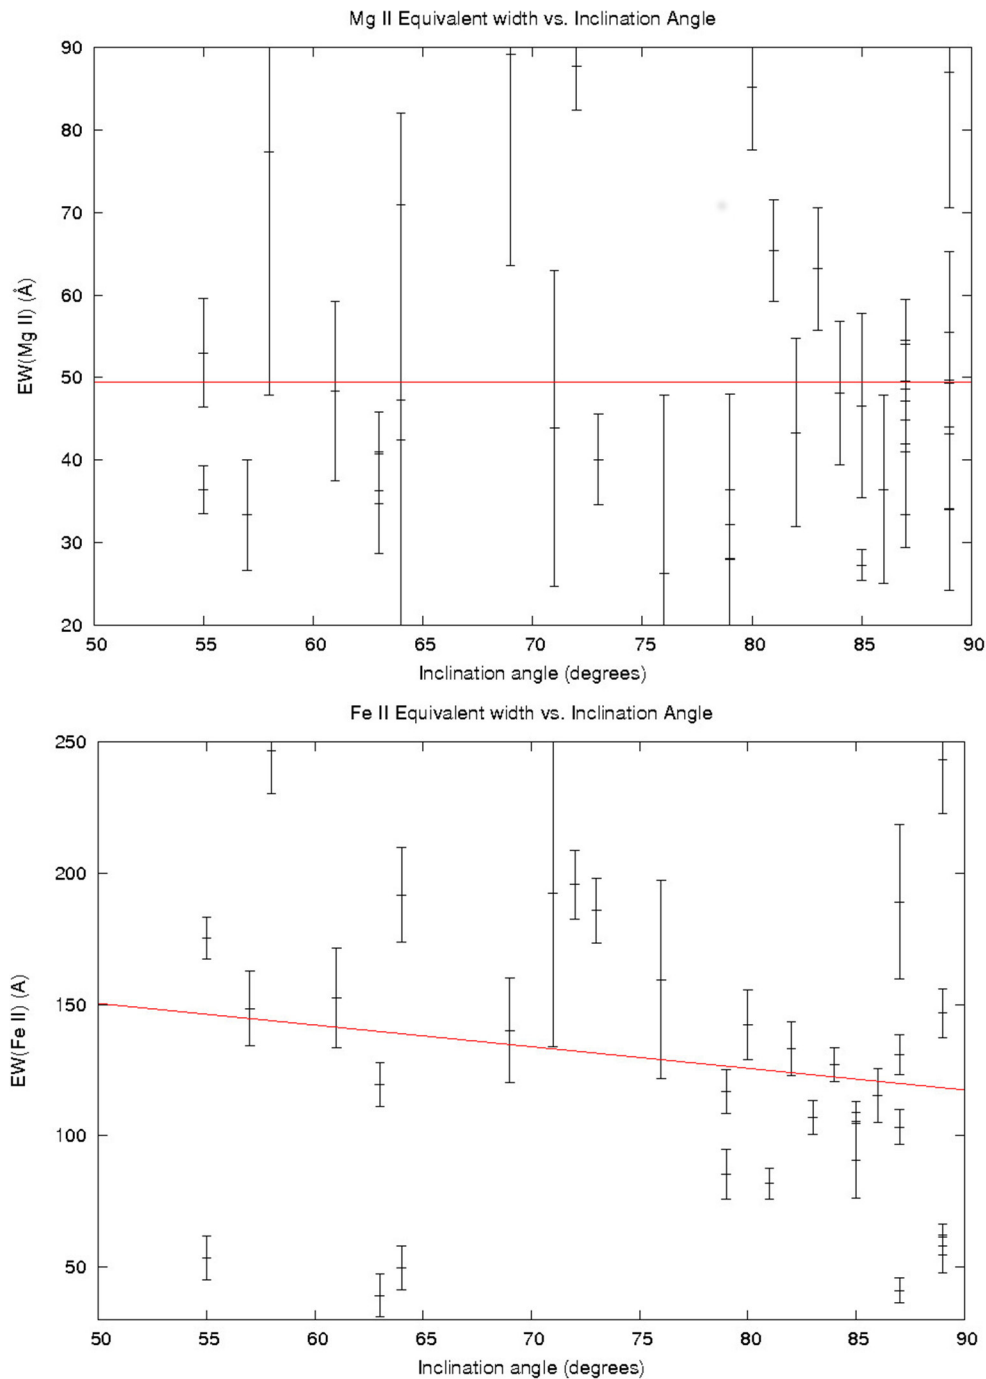 Mg II Equivalent width vs. Inclination Angle
90
80
70
60
50
40
30
20
EW(Mg II) (Å)
50 55 60 65 70 75 80 85 90
Inclination angle (degrees)
Fe II Equivalent width vs. Inclination Angle
250
200
150
100
50
EW(Fe II) (A)
50 55 60 65 70 75 80 85 90
Inclination angle (degrees)